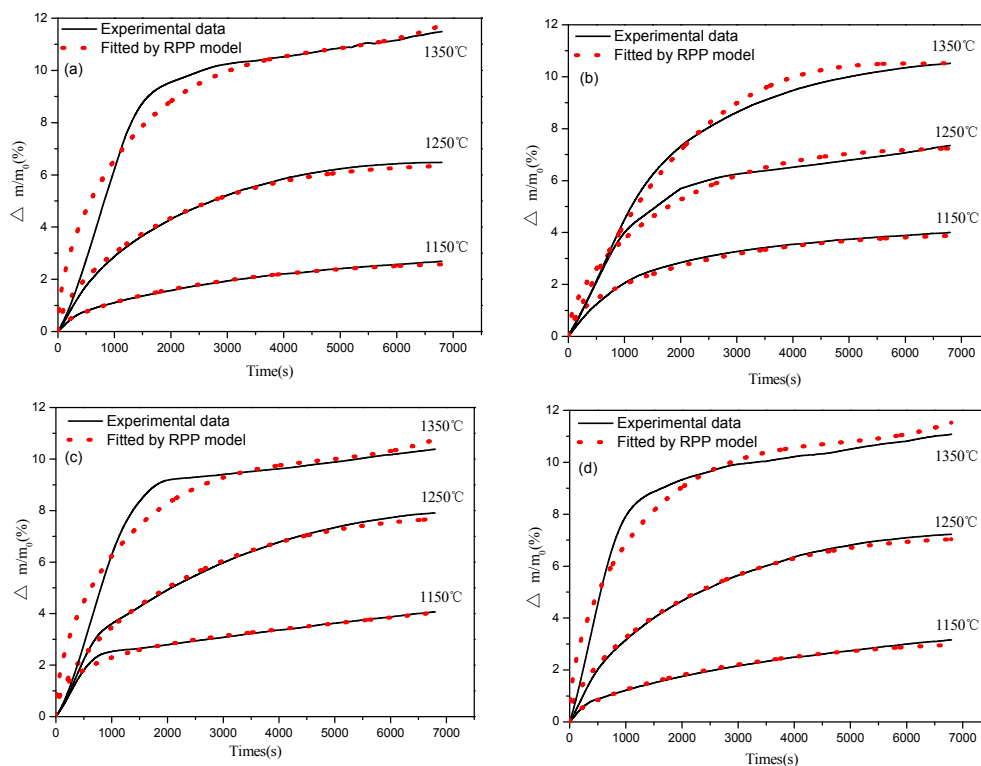 12
10
8
6
4
2
0
△ m/m₀(%)
Experimental data
Fitted by RPP model
(a)
1350℃
1250℃
1150℃
0 1000 2000 3000 4000 5000 6000 7000
Time(s)
12
10
8
6
4
2
0
△ m/m₀(%)
Experimental data
Fitted by RPP model
(b)
1350℃
1250℃
1150℃
0 1000 2000 3000 4000 5000 6000 7000
Times(s)
12
10
8
6
4
2
0
△ m/m₀(%)
Experimental data
Fitted by RPP model
(c)
1350℃
1250℃
1150℃
0 1000 2000 3000 4000 5000 6000 7000
Times(s)
12
10
8
6
4
2
0
△ m/m₀(%)
Experimental data
Fitted by RPP model
(d)
1350℃
1250℃
1150℃
0 1000 2000 3000 4000 5000 6000 7000
Times(s)